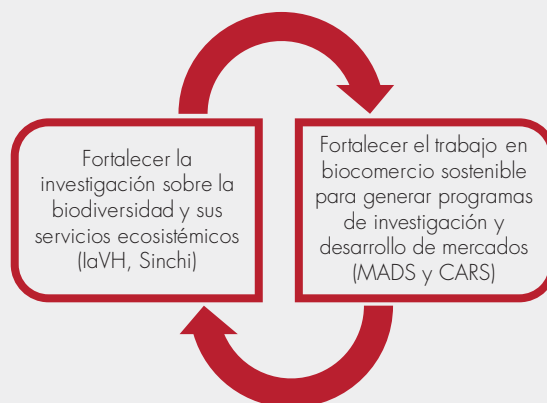 Fortalecer la
investigación sobre la
biodiversidad y sus
servicios ecosistémicos
(IaVH, Sinchi)
Fortalecer el trabajo en
biocomercio sostenible
para generar programas
de investigación y
desarrollo de mercados
(MADS y CARS)